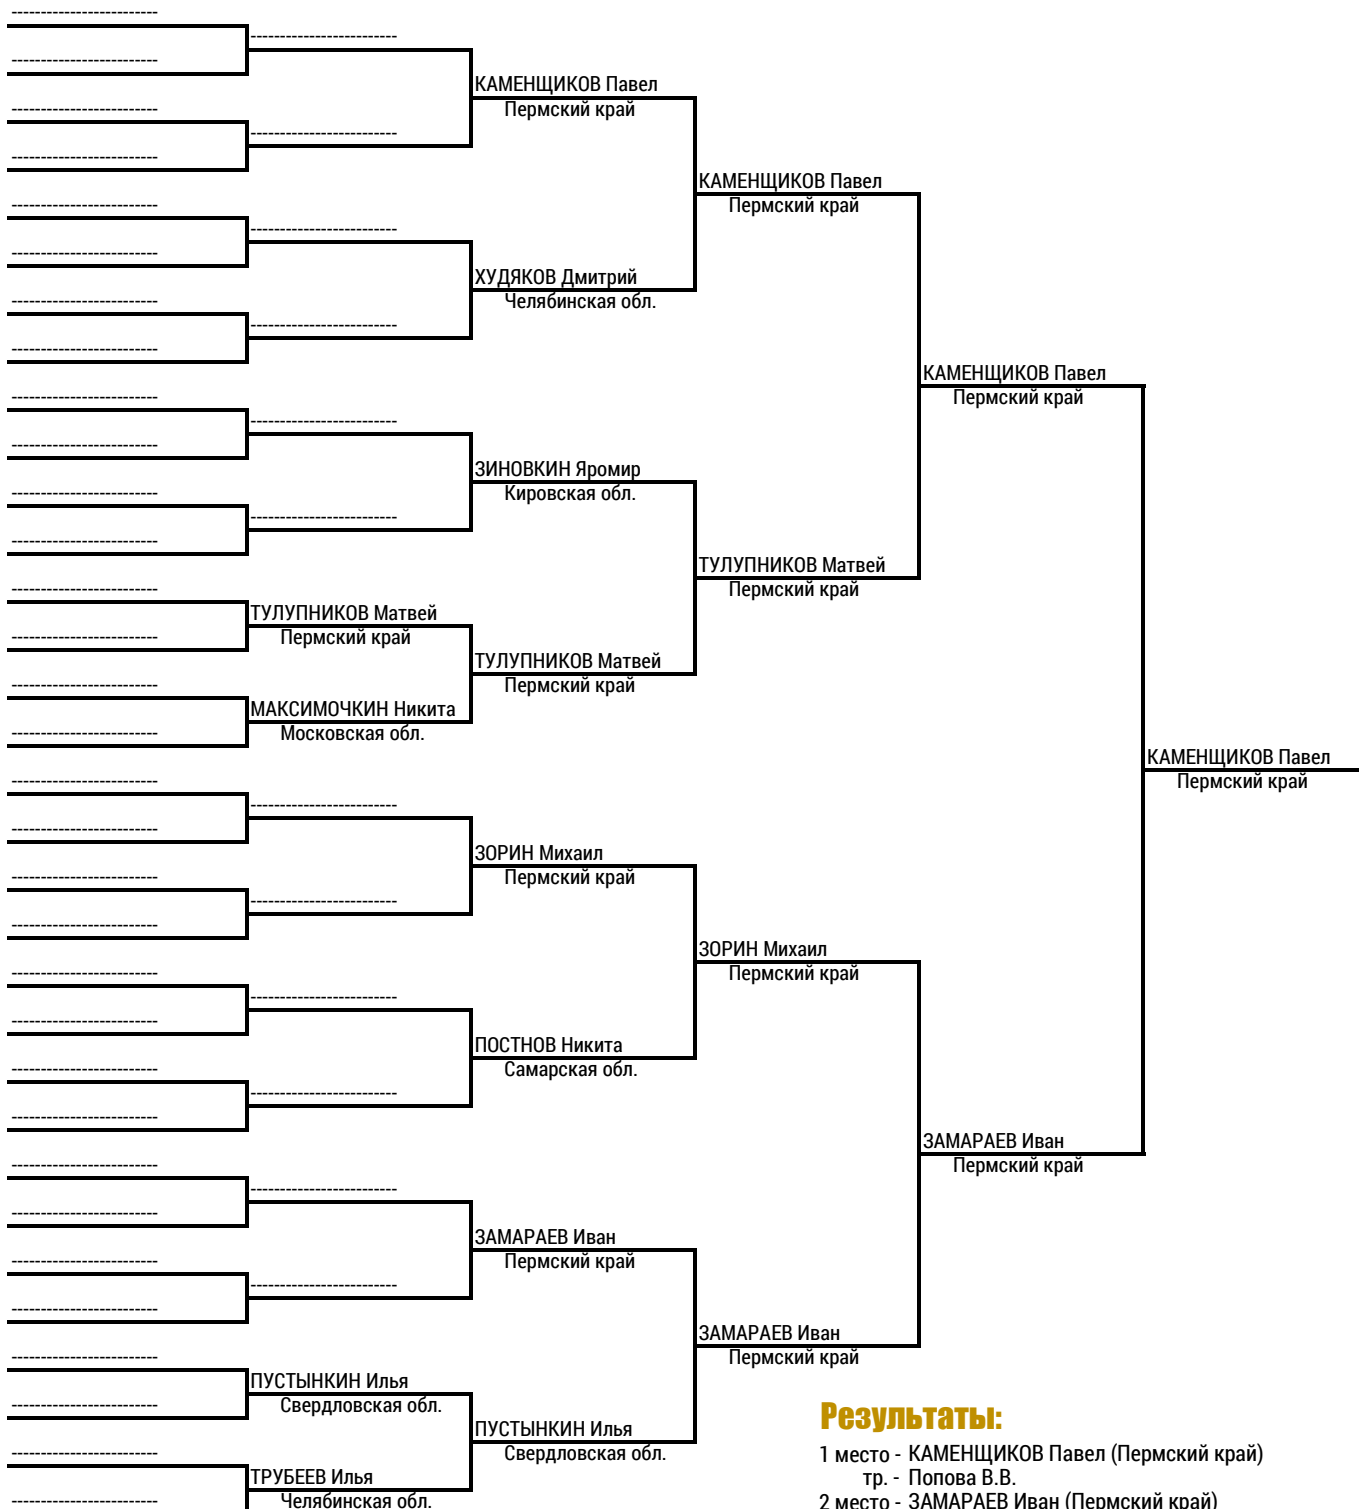 КАМЕНЩИКОВ Павел
Пермский край
КАМЕНЩИКОВ Павел
Пермский край
ХУДЯКОВ Дмитрий
Челябинская обл.
КАМЕНЩИКОВ Павел
Пермский край
ЗИНОВКИН Яромир
Кировская обл.
ТУЛУПНИКОВ Матвей
Пермский край
ТУЛУПНИКОВ Матвей
Пермский край
ТУЛУПНИКОВ Матвей
Пермский край
МАКСИМОЧКИН Никита
Московская обл.
КАМЕНЩИКОВ Павел
Пермский край
ЗОРИН Михаил
Пермский край
ЗОРИН Михаил
Пермский край
ПОСТНОВ Никита
Самарская обл.
ЗАМАРАЕВ Иван
Пермский край
ЗАМАРАЕВ Иван
Пермский край
ЗАМАРАЕВ Иван
Пермский край
ПУСТЫНКИН Илья
Свердловская обл.
ПУСТЫНКИН Илья
Свердловская обл.
ТРУБЕЕВ Илья
Челябинская обл.
Результаты:
1 место - КАМЕНЩИКОВ Павел (Пермский край)
тр. - Попова В.В.
2 место - ЗАМАРАЕВ Иван (Пермский край)